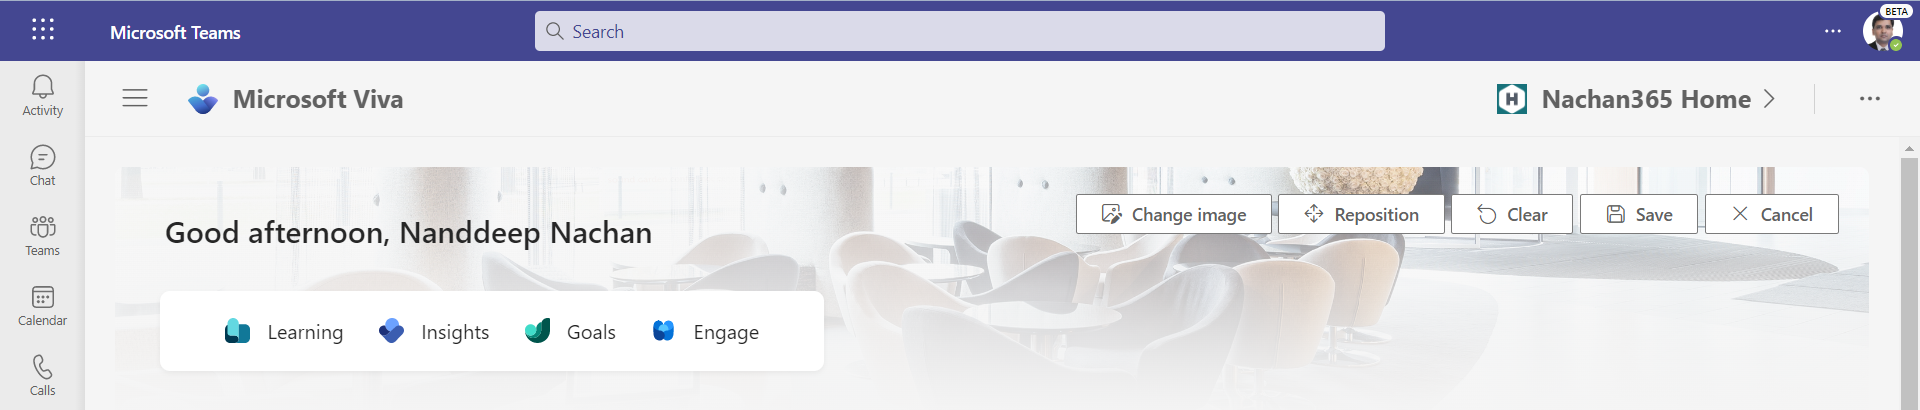 BETA
Microsoft Teams
Search
Activity
Microsoft Viva
H Nachan365 Home
Chat
Teams
Good afternoon, Nanddeep Nachan
Change image
Reposition
Clear
Save
Cancel
Calendar
Learning
Insights
Goals
Engage
Calls